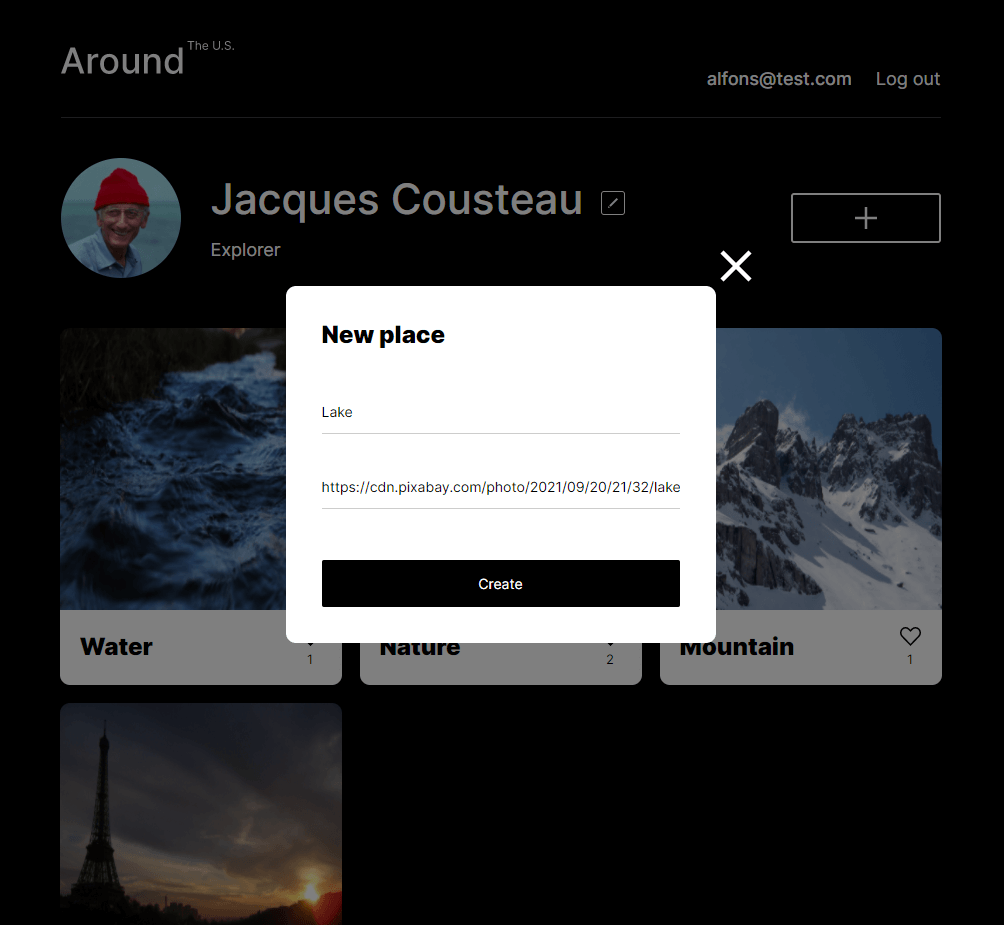 Around The U.S.
alfons@test.com Log out
Jacques Cousteau
Explorer
New place
Lake
https://cdn.pixabay.com/photo/2021/09/20/21/32/lake
Create
Water
1
Nature
2
Mountain
1